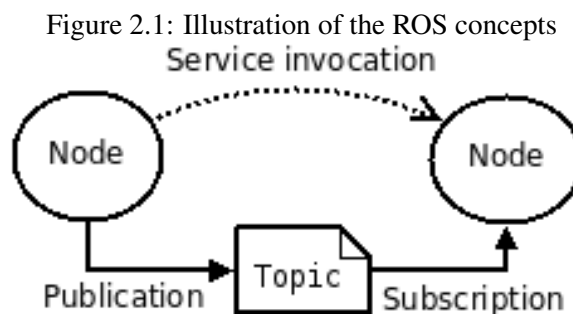 Figure 2.1: Illustration of the ROS concepts
Service invocation
Node
Node
Topic
Publication
Subscription